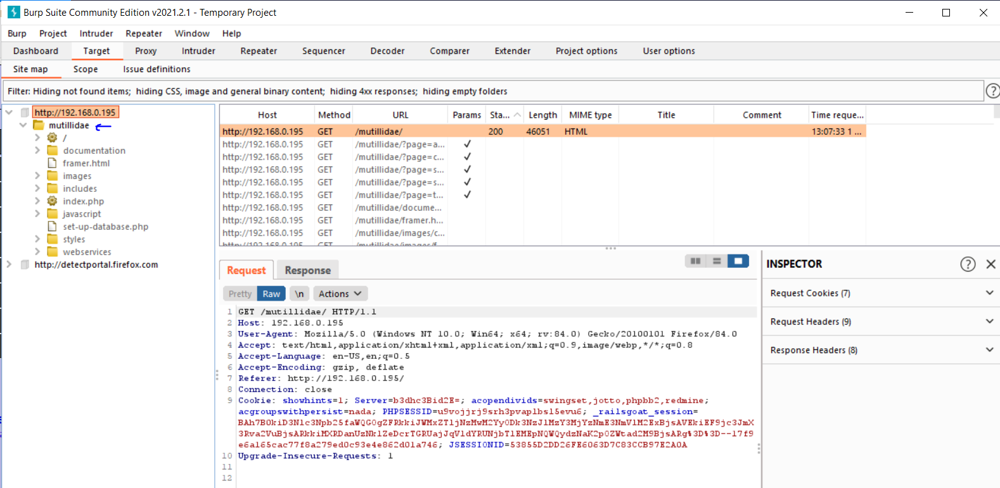 Burp Suite Community Edition v2021.2.1 - Temporary Project
Burp Project Intruder Repeater Window Help
Dashboard Target Proxy Intruder Repeater Sequencer Decoder Comparer Extender Project options User options
Site map Scope Issue definitions
Filter: Hiding not found items; hiding CSS, image and general binary content; hiding 4xx responses; hiding empty folders
?
http://192.168.0.195
mutillidae
/
documentation
framer.html
images
includes
index.php
javascript
set-up-database.php
styles
webservices
http://detectportal.firefox.com
Host Method URL Params Sta... Length MIME type Title Comment Time reque...
http://192.168.0.195 GET /mutillidae/ 200 46051 HTML 13:07:33 1 ...
http://192.168.0.195 GET /mutillidae/?page=a... ✓
http://192.168.0.195 GET /mutillidae/?page=c... ✓
http://192.168.0.195 GET /mutillidae/?page=s... ✓
http://192.168.0.195 GET /mutillidae/?page=s... ✓
http://192.168.0.195 GET /mutillidae/?page=t... ✓
http://192.168.0.195 GET /mutillidae/docume...
http://192.168.0.195 GET /mutillidae/framer.h...
http://192.168.0.195 GET /mutillidae/images/c...
http://192.168.0.195 GET /mutillidae/images/f
Request Response
Pretty Raw \n Actions
1 GET /mutillidae/ HTTP/1.1
2 Host: 192.168.0.195
3 User-Agent: Mozilla/5.0 (Windows NT 10.0; Win64; x64; rv:84.0) Gecko/20100101 Firefox/84.0
4 Accept: text/html,application/xhtml+xml,application/xml;q=0.9,image/webp,*/*;q=0.8
5 Accept-Language: en-US,en;q=0.5
6 Accept-Encoding: gzip, deflate
7 Referer: http://192.168.0.195/
8 Connection: close
9 Cookie: showhints=1; Server=b3dhc3Bid2E=; acopendivids=swingset,jotto,phpbb2,redmine;
acgroupswithpersist=nada; PHPSESSID=u9vojjrj9srh3pvaplbsl5evu6; _railsgoat_session=
; JSESSIONID=53855D2DD26FE6063D7C83CCB97E2A0A
10 Upgrade-Insecure-Requests: 1
11
12
INSPECTOR
?
Request Cookies (7)
Request Headers (9)
Response Headers (8)